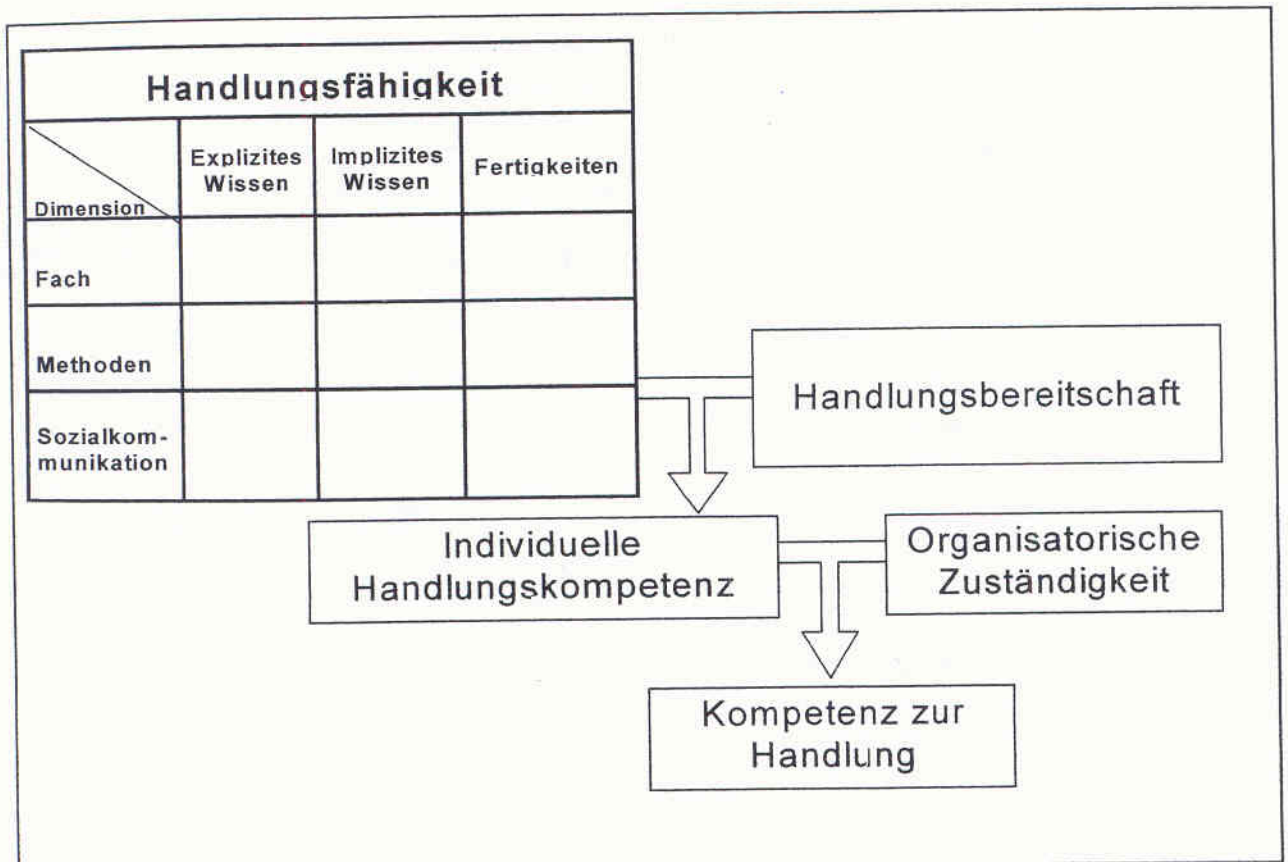 Handlungsfähigkeit
Explizites
Wissen
Implizites
Wissen
Fertigkeiten
Dimension
Fach
Methoden
Sozialkom-
munikation
Handlungsbereitschaft
Individuelle
Handlungskompetenz
Organisatorische
Zuständigkeit
Kompetenz zur
Handlung